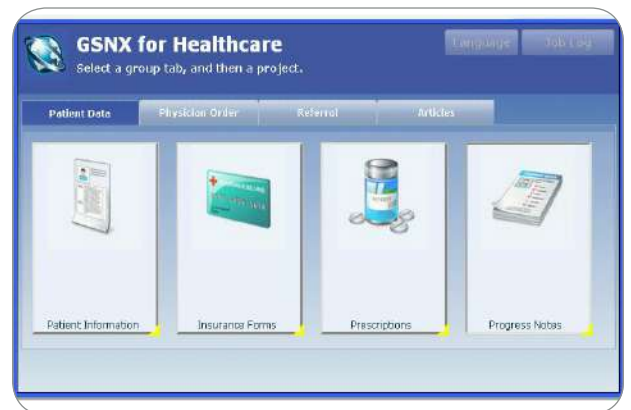 GSNX for Healthcare
Select a group tab, and then a project.
Language Job Log
Patient Data Physician Order Referral Articles
Patient Information Insurance Forms Prescriptions Progress Notes